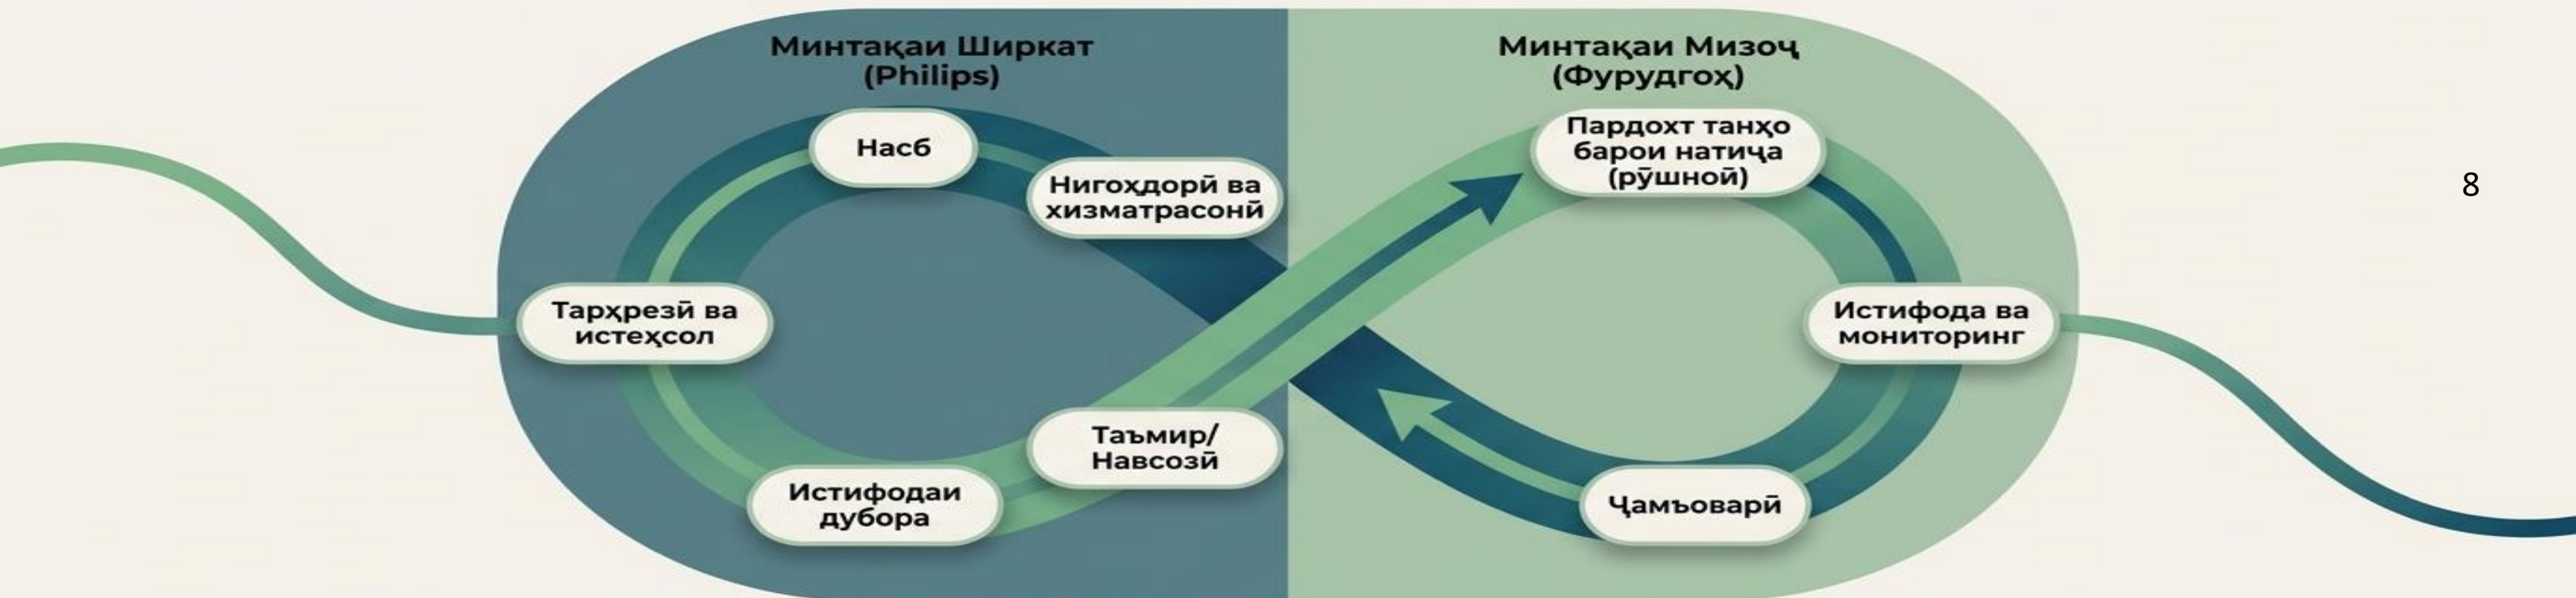 Минтақаи Ширкат
(Philips)
Минтақаи Мизоҷ
(Фурудгоҳ)
Насб
Нигоҳдорӣ ва
хизматрасонӣ
Пардохт танҳо
барои натиҷа
(рӯшноӣ)
8
Тарҳрезӣ ва
истеҳсол
Истифода ва
мониторинг
Таъмир/
Навсозӣ
Истифодаи
дубора
Ҷамъоварӣ